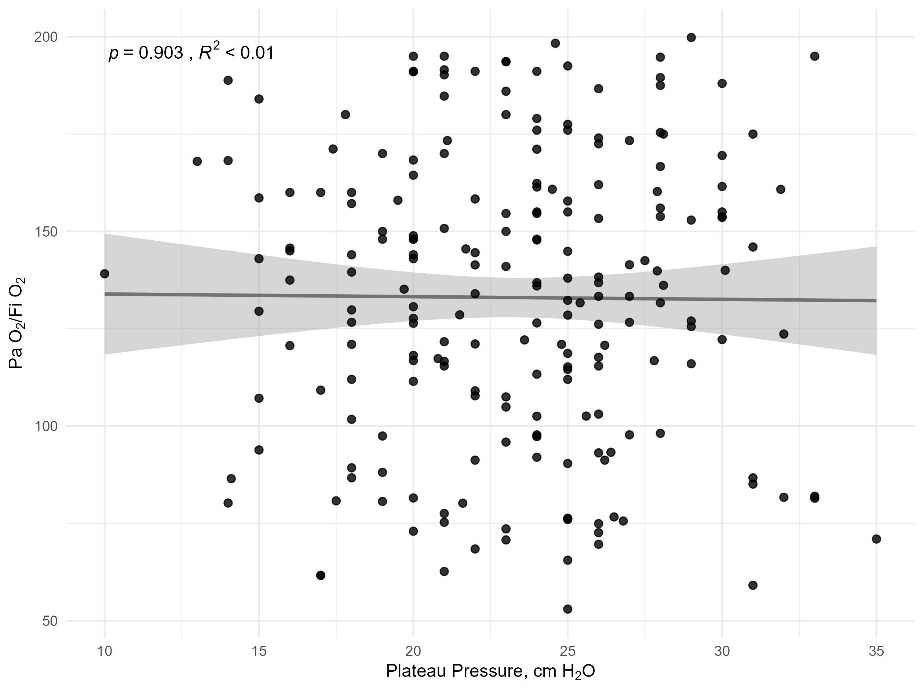 p = 0.903 , R² < 0.01
200
150
100
50
Pa O₂/Fi O₂
10 15 20 25 30 35
Plateau Pressure, cm H₂O